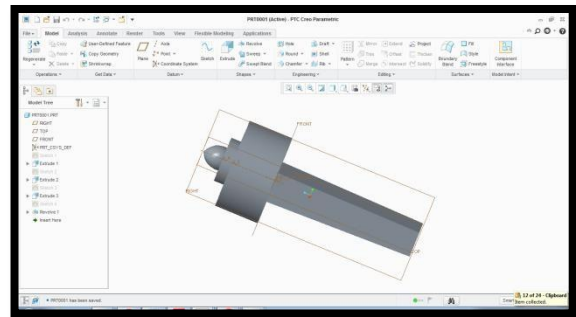 PRT0001 (Active) - PTC Creo Parametric
File Model Analysis Annotate Render Tools View Flexible Modeling Applications
Regenerate
Copy
Paste
Delete
User-Defined Feature
Copy Geometry
Shrinkwrap
Plane
Axis
Point
Coordinate System
Sketch
Extrude
Revolve
Sweep
Swept Blend
Hole
Round
Chamfer
Draft
Shell
Rib
Pattern
Mirror
Trim
Merge
Extend
Offset
Intersect
Project
Thicken
Solidify
Boundary Blend
Fill
Style
Freestyle
Component Interface
Operations Get Data Datum Shapes Engineering Editing Surfaces Model Intent
Model Tree
PRT0001.PRT
RIGHT
TOP
FRONT
PRT_CSYS_DEF
Sketch 1
Extrude 1
Extrude 2
Extrude 3
Revolve 1
Insert Here
FRONT
RIGHT
PRT0001 has been saved.
12 of 24 - Clipboard
Item collected.